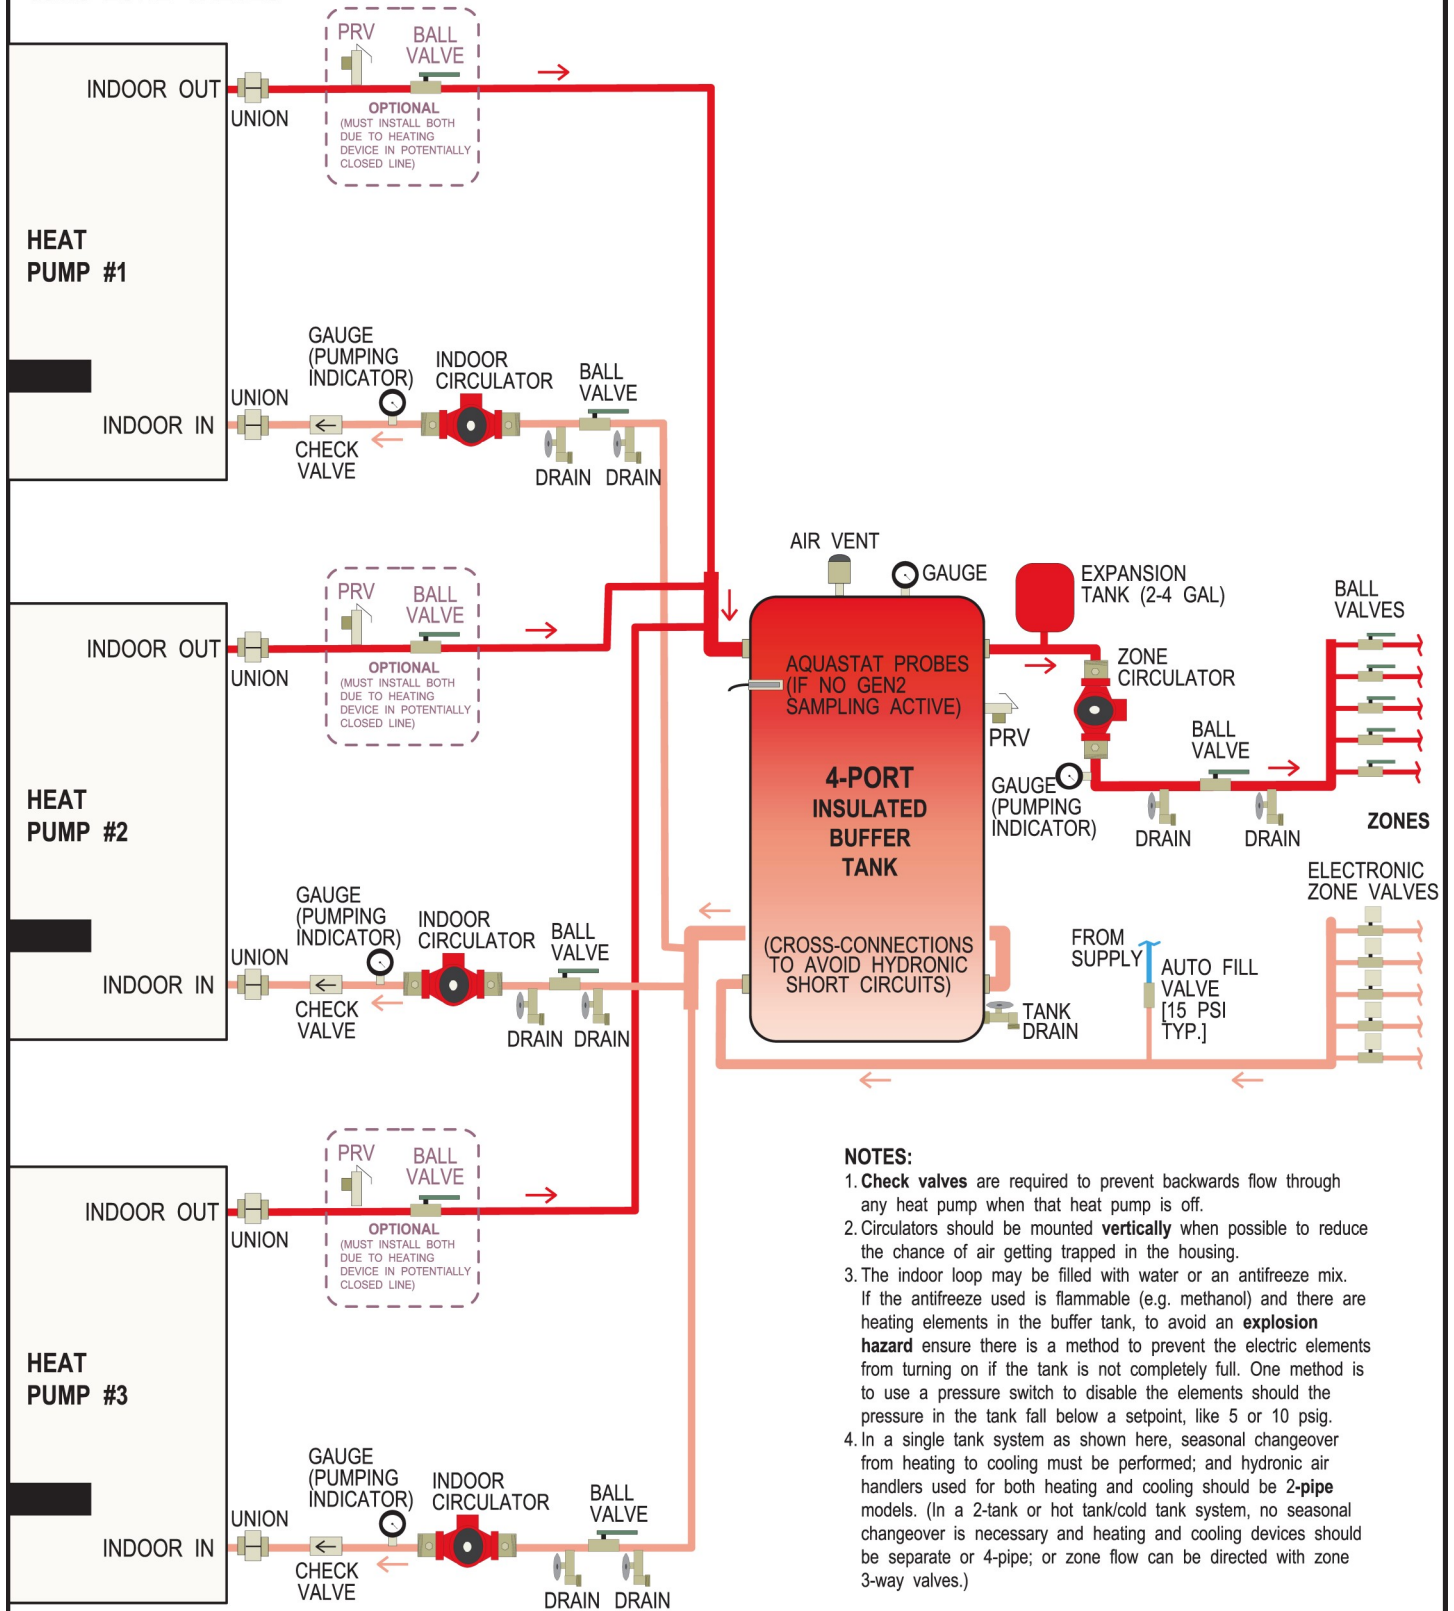 PRV
BALL
VALVE
INDOOR OUT
UNION
OPTIONAL
(MUST INSTALL BOTH
DUE TO HEATING
DEVICE IN POTENTIALLY
CLOSED LINE)
HEAT
PUMP #1
GAUGE
(PUMPING
INDICATOR)
INDOOR
CIRCULATOR
BALL
VALVE
UNION
INDOOR IN
CHECK
VALVE
DRAIN DRAIN
PRV
BALL
VALVE
INDOOR OUT
UNION
OPTIONAL
(MUST INSTALL BOTH
DUE TO HEATING
DEVICE IN POTENTIALLY
CLOSED LINE)
HEAT
PUMP #2
GAUGE
(PUMPING
INDICATOR)
INDOOR
CIRCULATOR
BALL
VALVE
UNION
INDOOR IN
CHECK
VALVE
DRAIN DRAIN
PRV
BALL
VALVE
INDOOR OUT
UNION
OPTIONAL
(MUST INSTALL BOTH
DUE TO HEATING
DEVICE IN POTENTIALLY
CLOSED LINE)
HEAT
PUMP #3
GAUGE
(PUMPING
INDICATOR)
INDOOR
CIRCULATOR
BALL
VALVE
UNION
INDOOR IN
CHECK
VALVE
DRAIN DRAIN
AIR VENT
GAUGE
EXPANSION
TANK (2-4 GAL)
BALL
VALVES
AQUASTAT PROBES
(IF NO GEN2
SAMPLING ACTIVE)
ZONE
CIRCULATOR
PRV
BALL
VALVE
4-PORT
INSULATED
BUFFER
TANK
GAUGE
(PUMPING
INDICATOR)
DRAIN
DRAIN
ZONES
ELECTRONIC
ZONE VALVES
(CROSS-CONNECTIONS
TO AVOID HYDRONIC
SHORT CIRCUITS)
FROM
SUPPLY
AUTO FILL
VALVE
[15 PSI
TYP.]
TANK
DRAIN
NOTES:
1. Check valves are required to prevent backwards flow through
any heat pump when that heat pump is off.
2. Circulators should be mounted vertically when possible to reduce
the chance of air getting trapped in the housing.
3. The indoor loop may be filled with water or an antifreeze mix.
If the antifreeze used is flammable (e.g. methanol) and there are
heating elements in the buffer tank, to avoid an explosion
hazard ensure there is a method to prevent the electric elements
from turning on if the tank is not completely full. One method is
to use a pressure switch to disable the elements should the
pressure in the tank fall below a setpoint, like 5 or 10 psig.
4. In a single tank system as shown here, seasonal changeover
from heating to cooling must be performed; and hydronic air
handlers used for both heating and cooling should be 2-pipe
models. (In a 2-tank or hot tank/cold tank system, no seasonal
changeover is necessary and heating and cooling devices should
be separate or 4-pipe; or zone flow can be directed with zone
3-way valves.)